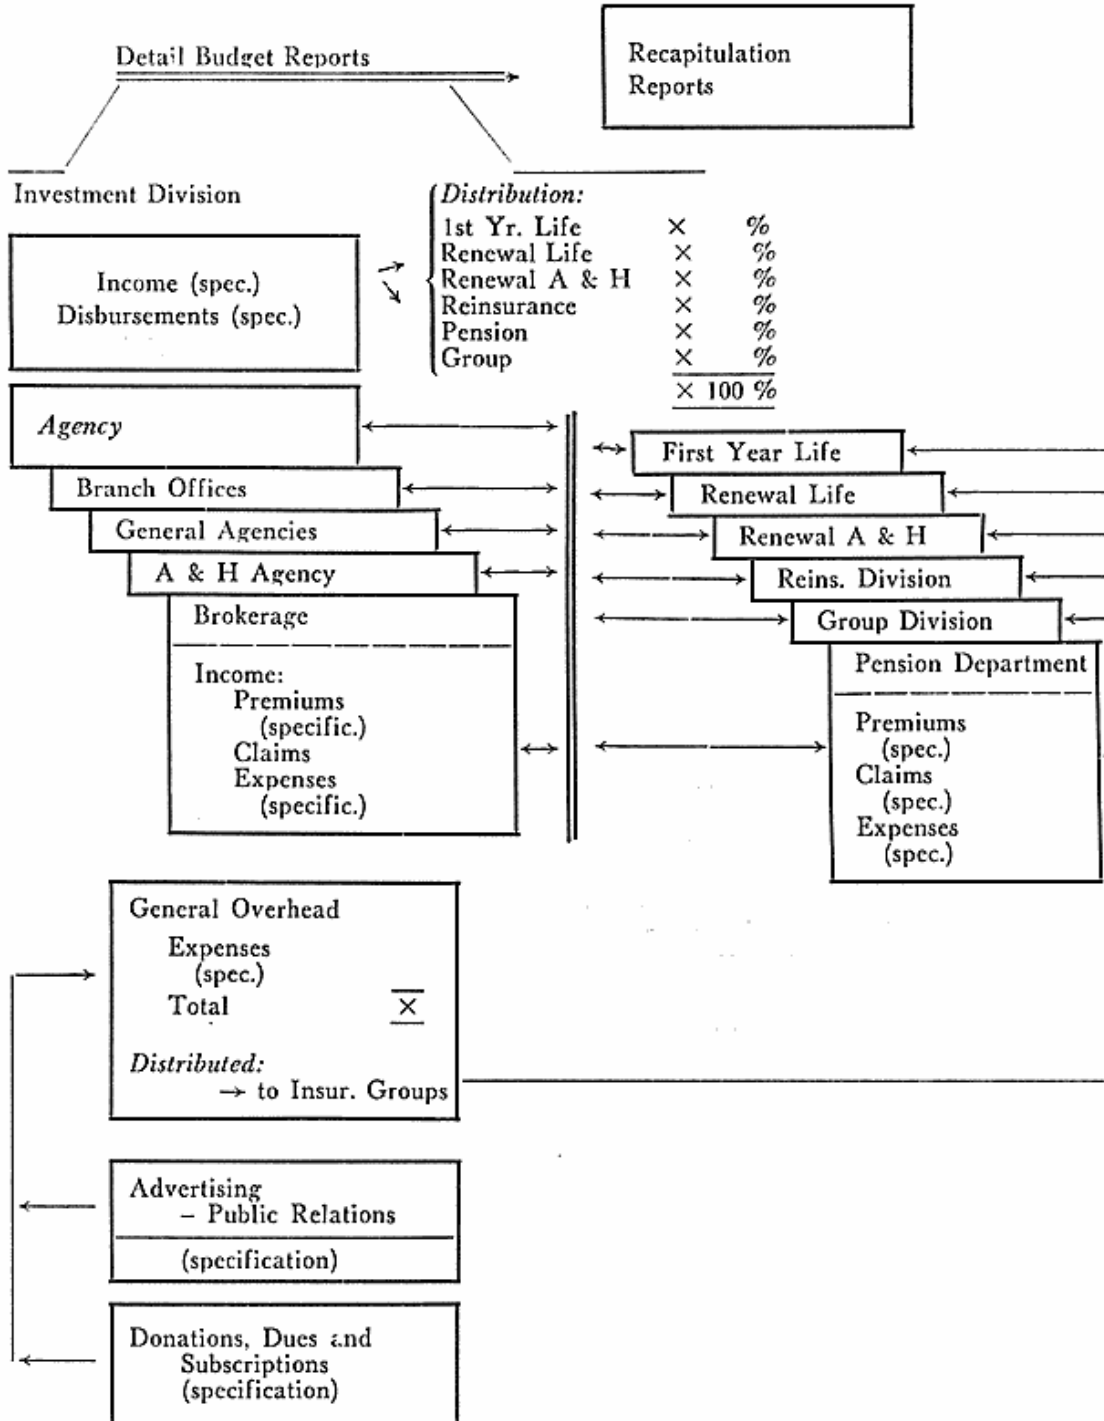 Detail Budget Reports
Recapitulation
Reports
Investment Division
Income (spec.)
Disbursements (spec.)
Distribution:
1st Yr. Life × %
Renewal Life × %
Renewal A & H × %
Reinsurance × %
Pension × %
Group × %
× 100 %
Agency
Branch Offices
General Agencies
A & H Agency
Brokerage
Income:
Premiums
(specific.)
Claims
Expenses
(specific.)
First Year Life
Renewal Life
Renewal A & H
Reins. Division
Group Division
Pension Department
Premiums
(spec.)
Claims
(spec.)
Expenses
(spec.)
General Overhead
Expenses
(spec.)
Total ×
Distributed:
→ to Insur. Groups
Advertising
– Public Relations
(specification)
Donations, Dues and
Subscriptions
(specification)